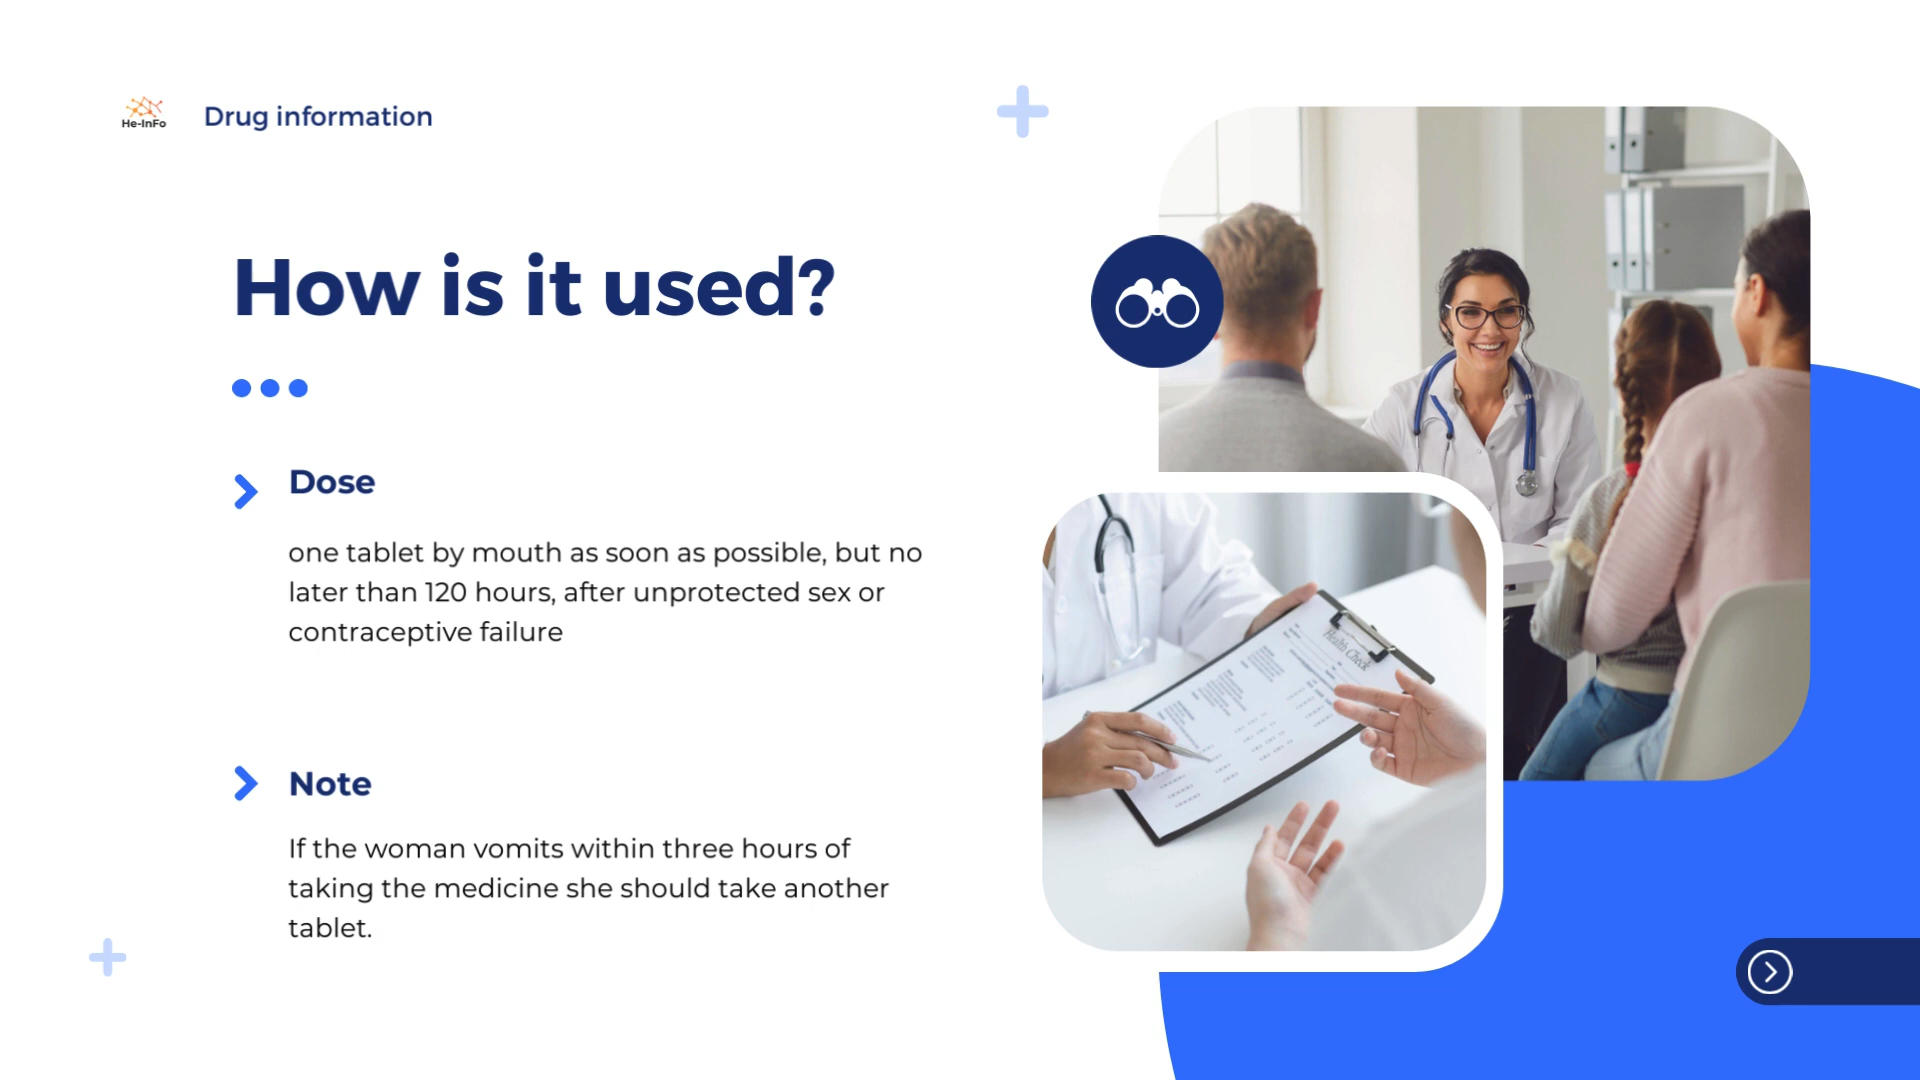 He-InFo
Drug information
How is it used?
Dose
one tablet by mouth as soon as possible, but no
later than 120 hours, after unprotected sex or
contraceptive failure
Note
If the woman vomits within three hours of
taking the medicine she should take another
tablet.
Health Check